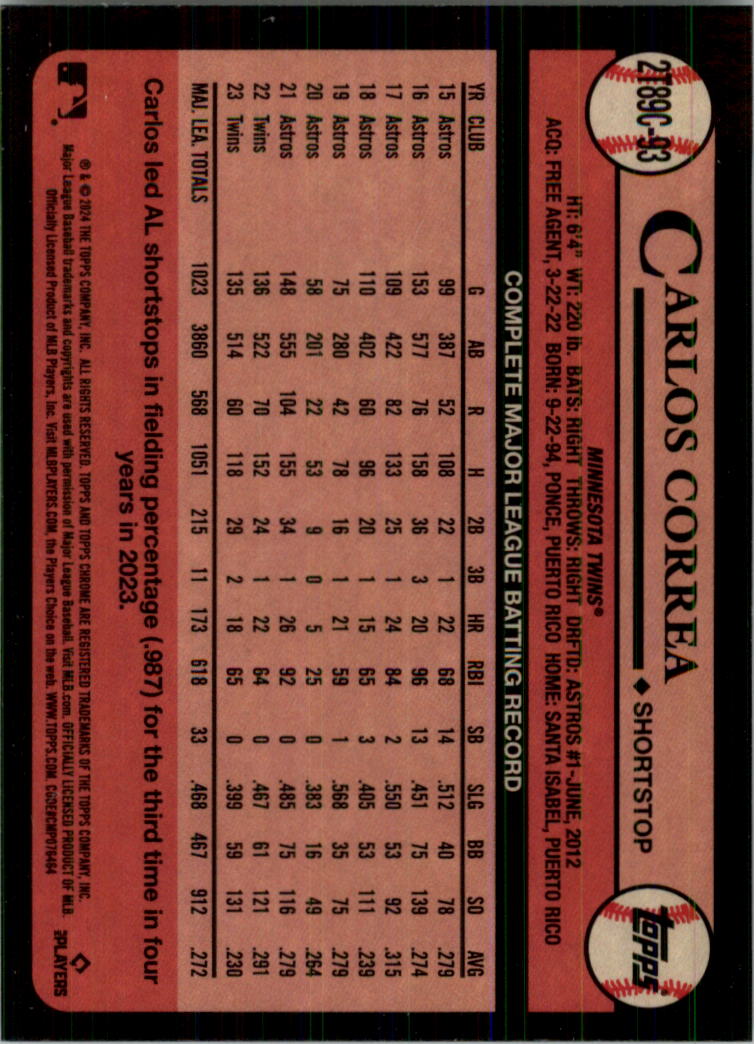 2T89C-93
CARLOS CORREA
◆ SHORTSTOP
topps®
MINNESOTA TWINS®
HT: 6'4" WT: 220 lb. BATS: RIGHT THROWS: RIGHT DRFTD: ASTROS #1-JUNE, 2012
ACQ: FREE AGENT, 3-22-22 BORN: 9-22-94, PONCE, PUERTO RICO HOME: SANTA ISABEL, PUERTO RICO
COMPLETE MAJOR LEAGUE BATTING RECORD
YR CLUB G AB R H 2B 3B HR RBI SB SLG BB SO AVG
15 Astros 99 387 52 108 22 1 22 68 14 .512 40 78 .279
16 Astros 153 577 76 158 36 3 20 96 13 .451 75 139 .274
17 Astros 109 422 82 133 25 1 24 84 2 .550 53 92 .315
18 Astros 110 402 60 96 20 1 15 65 3 .405 53 111 .239
19 Astros 75 280 42 78 16 1 21 59 1 .568 35 75 .279
20 Astros 58 201 22 53 9 0 5 25 0 .383 16 49 .264
21 Astros 148 555 104 155 34 1 26 92 0 .485 75 116 .279
22 Twins 136 522 70 152 24 1 22 64 0 .467 61 121 .291
23 Twins 135 514 60 118 29 2 18 65 0 .399 59 131 .230
MAJ. LEA. TOTALS 1023 3860 568 1051 215 11 173 618 33 .468 467 912 .272
Carlos led AL shortstops in fielding percentage (.987) for the third time in four
years in 2023.
® & © 2024 THE TOPPS COMPANY, INC. ALL RIGHTS RESERVED. TOPPS AND TOPPS CHROME ARE REGISTERED TRADEMARKS OF THE TOPPS COMPANY, INC.
Major League Baseball trademarks and copyrights are used with permission of Major League Baseball. Visit MLB.com. OFFICIALLY LICENSED PRODUCT OF MLB.
Officially Licensed Product of MLB Players, Inc. Visit MLBPLAYERS.COM, the Players Choice on the web. WWW.TOPPS.COM. CODE#CMP076464
MLB PLAYERS